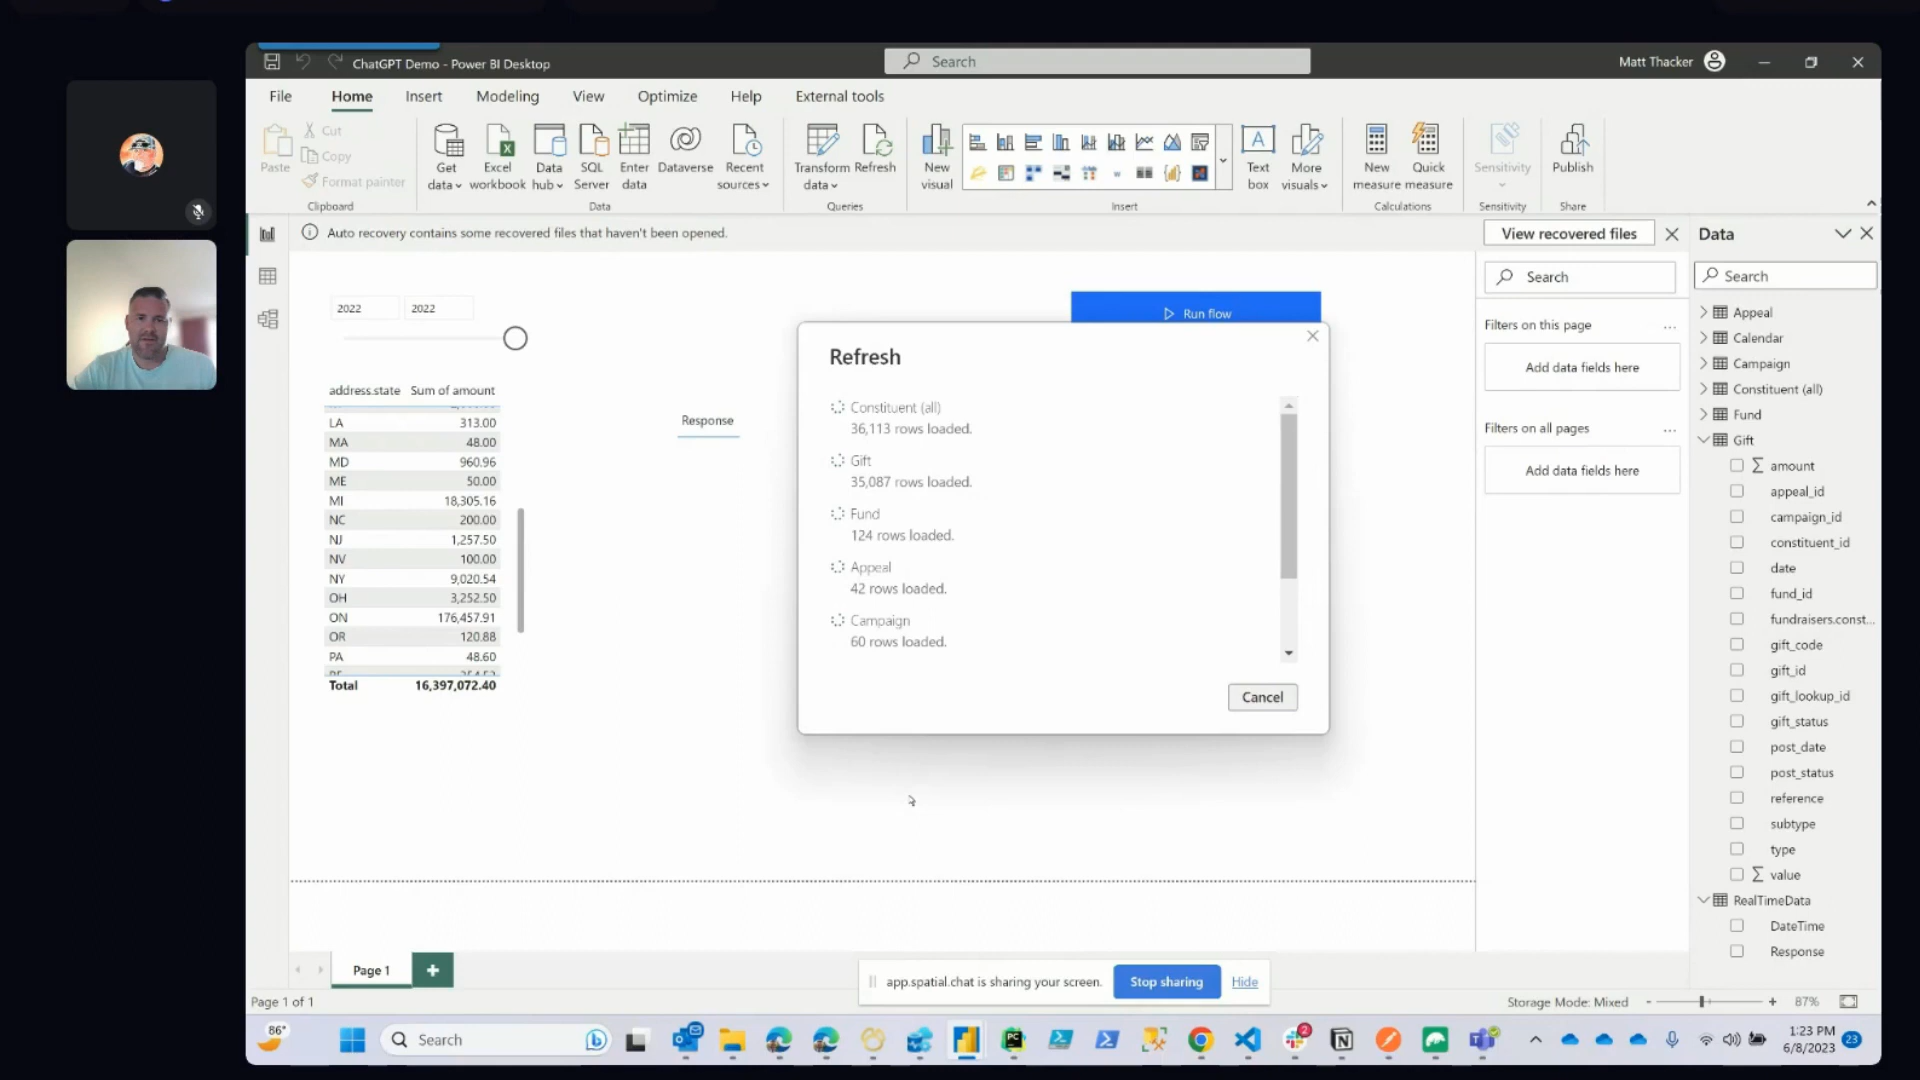 ChatGPT Demo - Power BI Desktop
Search
Matt Thacker
File Home Insert Modeling View Optimize Help External tools
Paste
Cut
Copy
Format painter
Clipboard
Get data
Excel workbook
Data hub
SQL Server
Enter data
Dataverse
Recent sources
Data
Transform data
Refresh
Queries
New visual
Text box
More visuals
Insert
New measure
Quick measure
Calculations
Sensitivity
Sensitivity
Publish
Share
Auto recovery contains some recovered files that haven't been opened.
View recovered files
2022 2022
Run flow
address.state Sum of amount
LA 313.00
MA 48.00
MD 960.96
ME 50.00
MI 18,305.16
NC 200.00
NJ 1,257.50
NV 100.00
NY 9,020.54
OH 3,252.50
ON 176,457.91
OR 120.88
PA 48.60
Total 16,397,072.40
Response
Refresh
Constituent (all)
36,113 rows loaded.
Gift
35,087 rows loaded.
Fund
124 rows loaded.
Appeal
42 rows loaded.
Campaign
60 rows loaded.
Cancel
Search
Filters on this page
Add data fields here
Filters on all pages
Add data fields here
Data
Search
Appeal
Calendar
Campaign
Constituent (all)
Fund
Gift
amount
appeal_id
campaign_id
constituent_id
date
fund_id
fundraisers.const...
gift_code
gift_id
gift_lookup_id
gift_status
post_date
post_status
reference
subtype
type
value
RealTimeData
DateTime
Response
Page 1
app.spatial.chat is sharing your screen.
Stop sharing
Hide
Page 1 of 1
Storage Mode: Mixed
87%
86°
Search
2
1:23 PM
6/8/2023
23